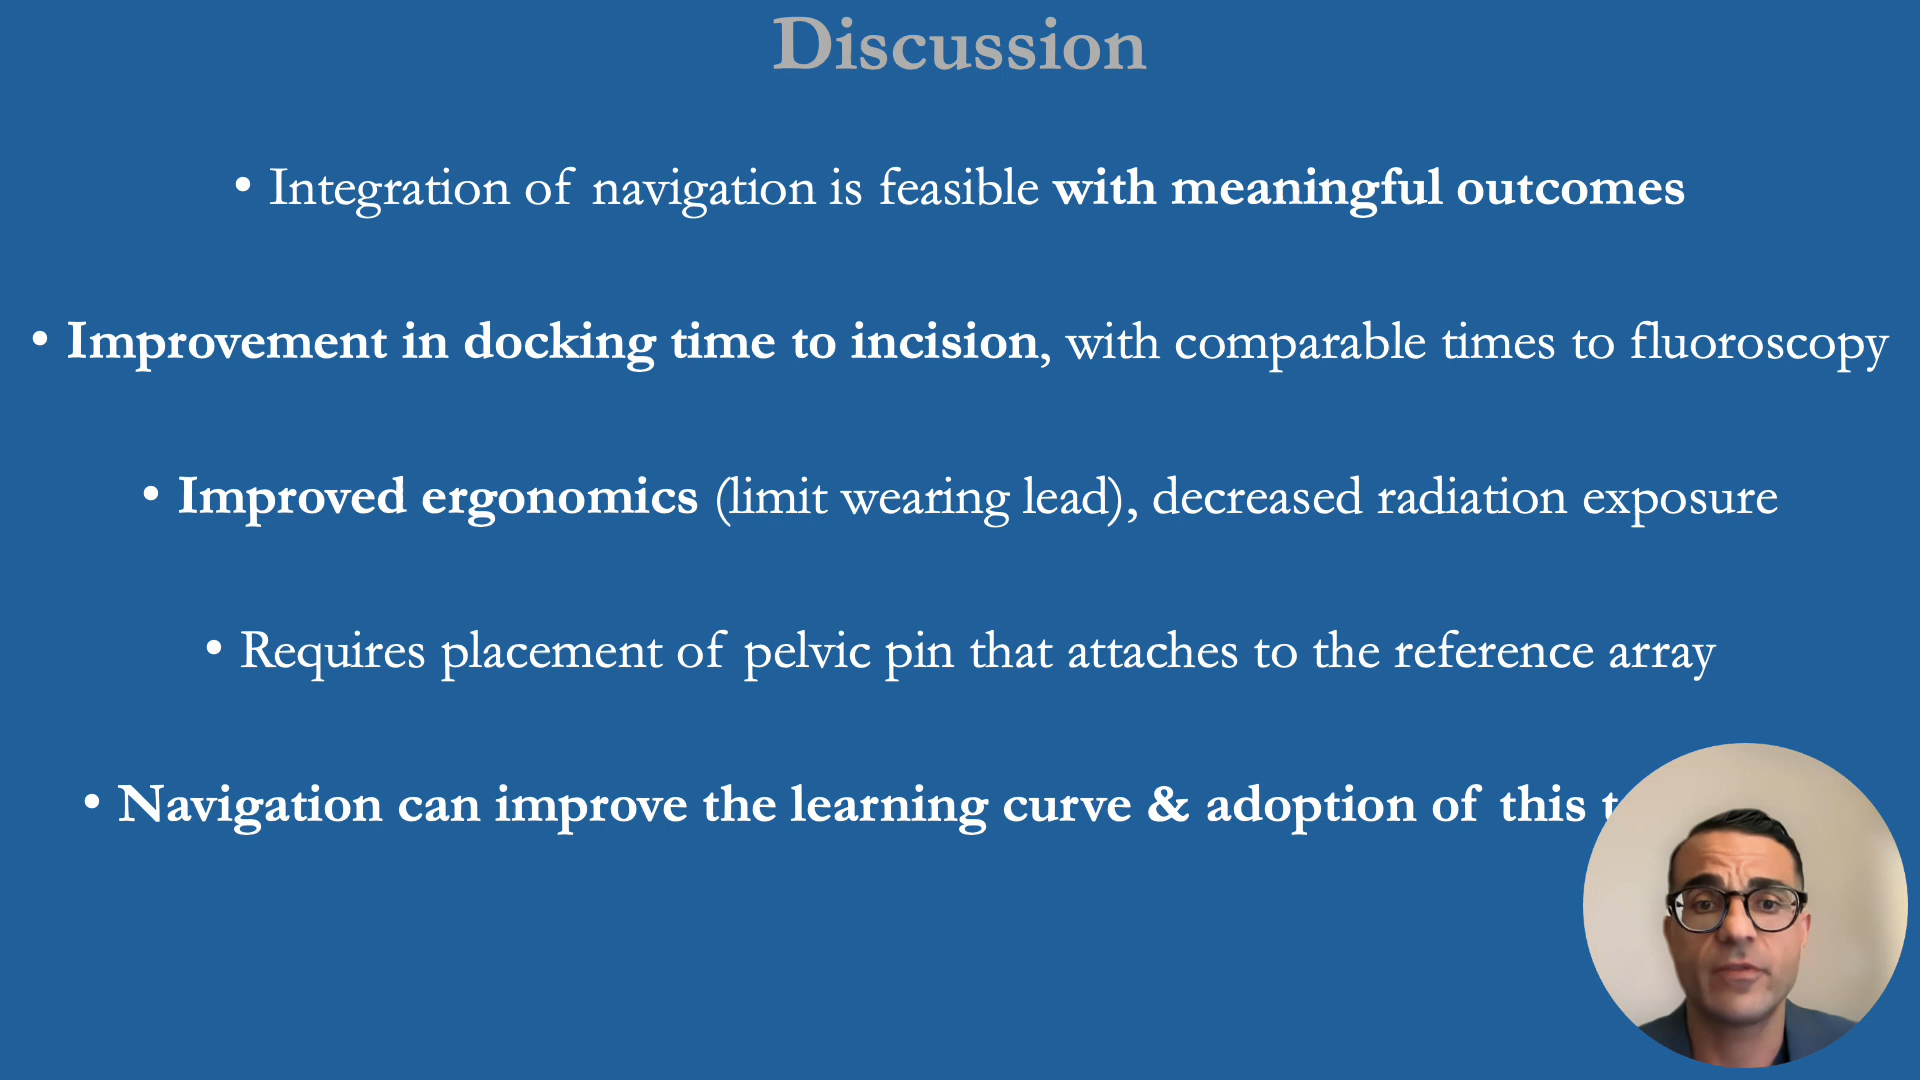 Discussion
• Integration of navigation is feasible with meaningful outcomes
• Improvement in docking time to incision, with comparable times to fluoroscopy
• Improved ergonomics (limit wearing lead), decreased radiation exposure
• Requires placement of pelvic pin that attaches to the reference array
• Navigation can improve the learning curve & adoption of this